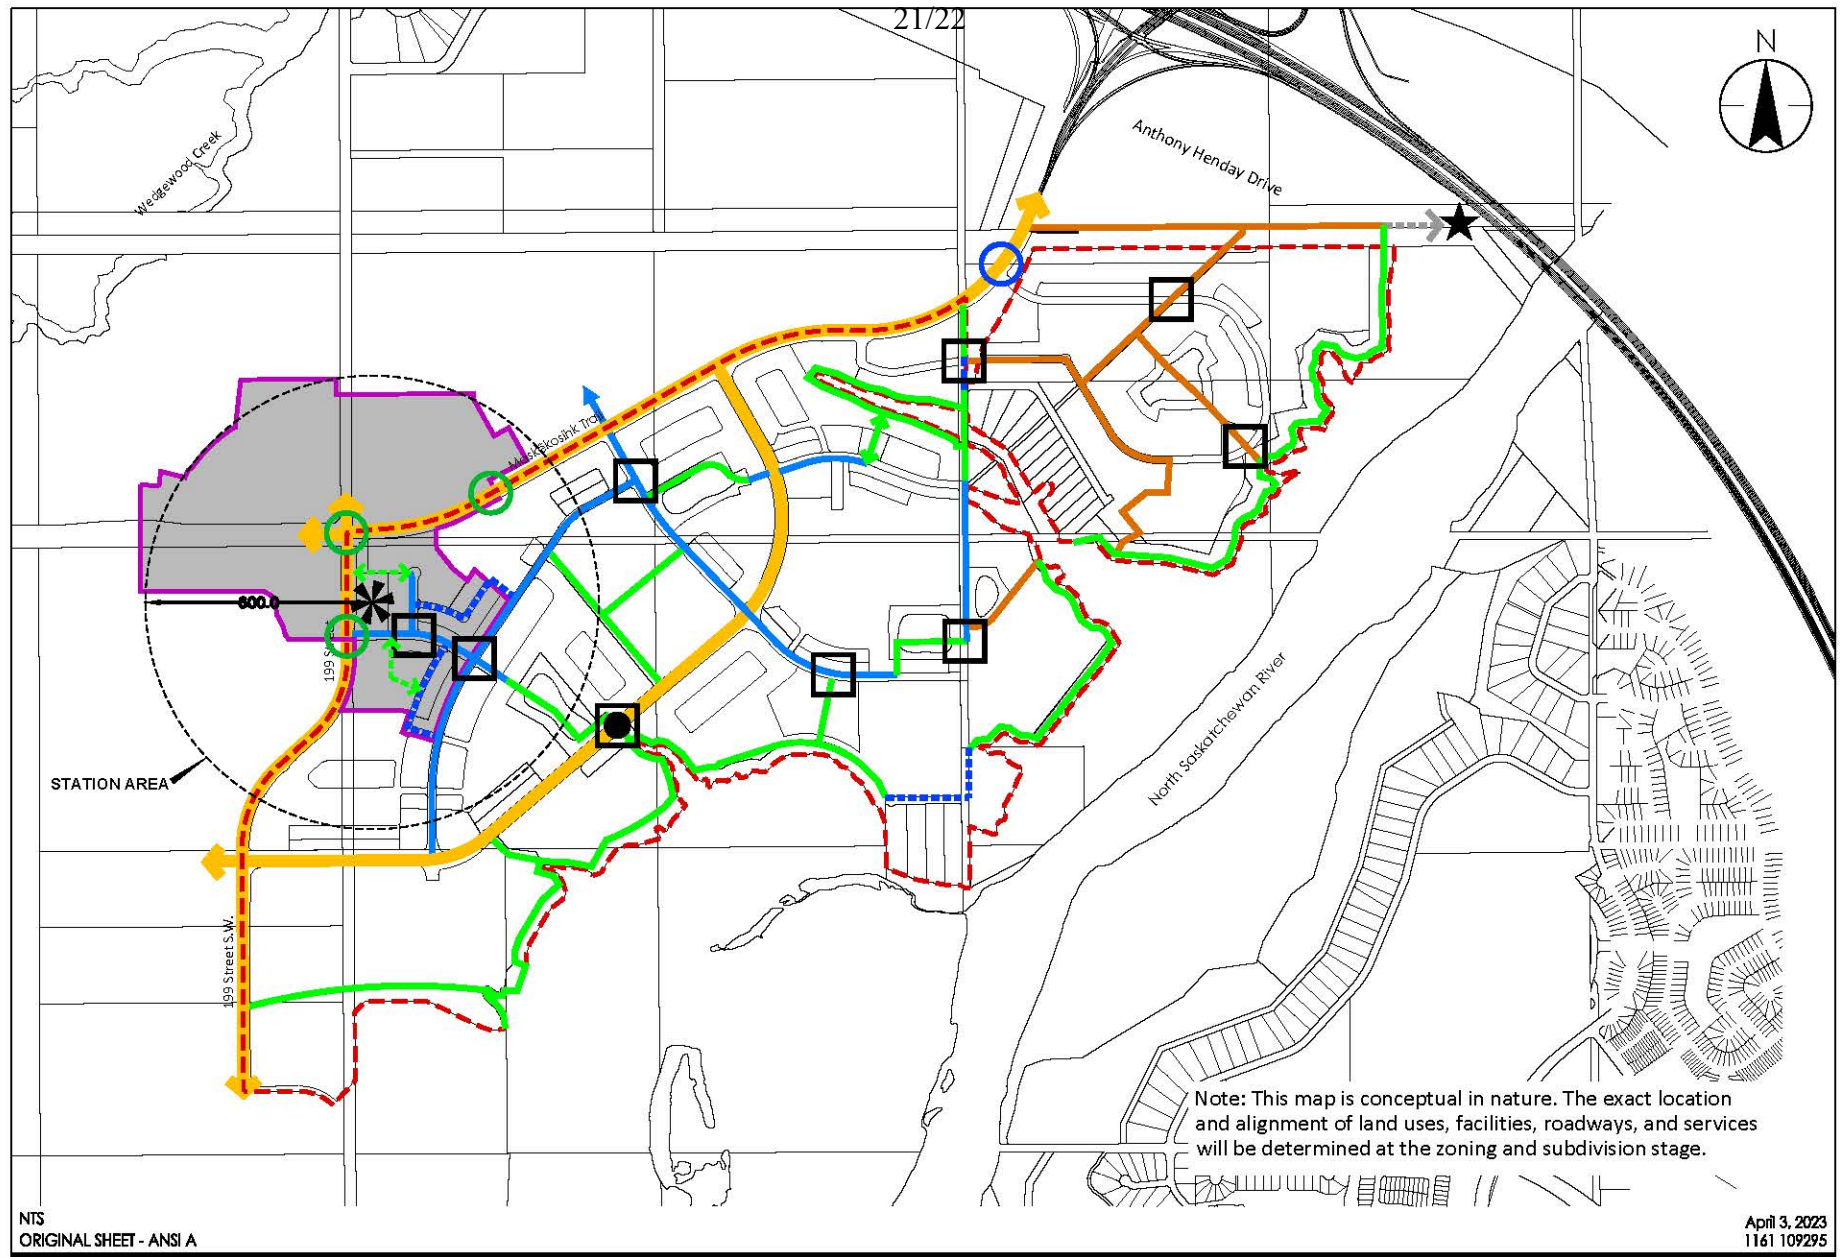 21/22
N
Anthony Henday Drive
Wedgewood Creek
Maskekosihk Trail
600.0
199 St
STATION AREA
North Saskatchewan River
199 Street S.W.
Note: This map is conceptual in nature. The exact location
and alignment of land uses, facilities, roadways, and services
will be determined at the zoning and subdivision stage.
NTS
ORIGINAL SHEET - ANSI A
April 3, 2023
1161 109295